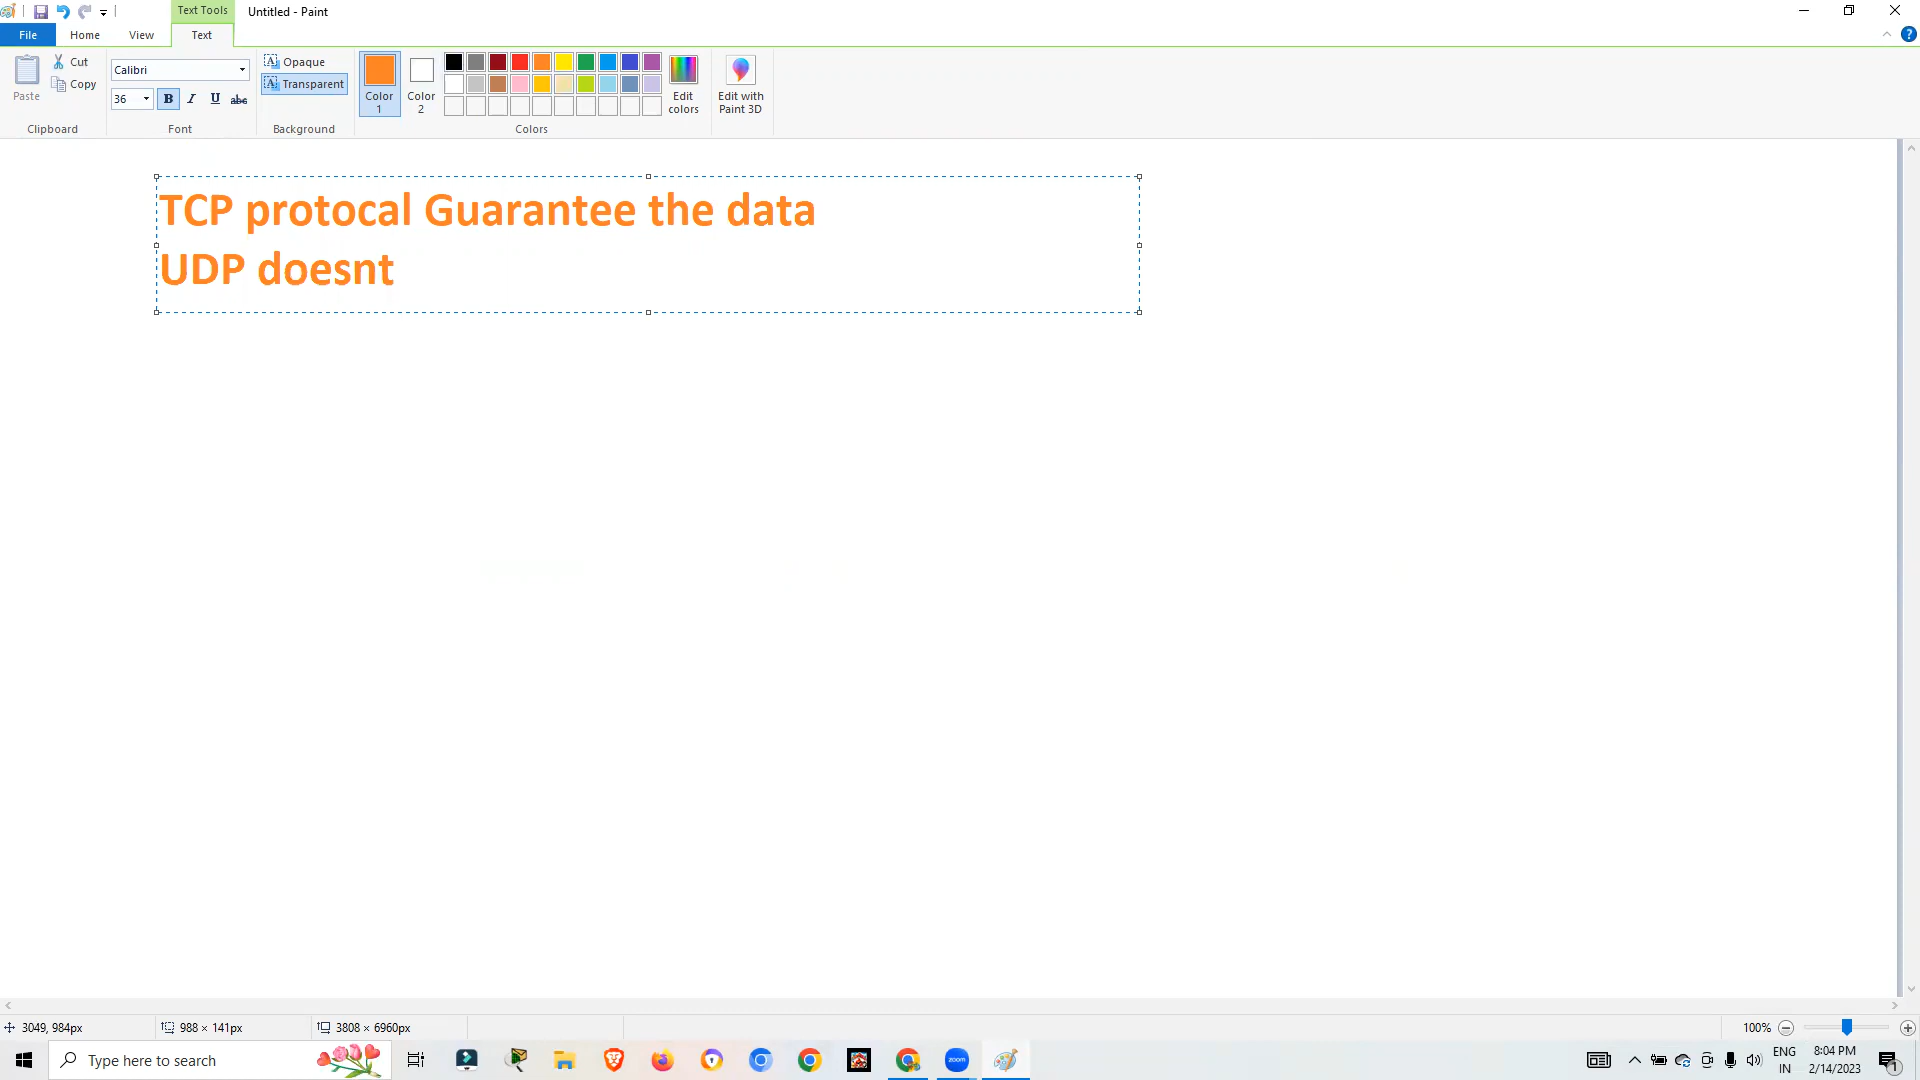 Text Tools
Untitled - Paint
File
Home
View
Text
Paste
Cut
Copy
Clipboard
Calibri
36
B
I
U
abc
Font
Opaque
Transparent
Background
Color
1
Color
2
Edit
colors
Colors
Edit with
Paint 3D
TCP protocal Guarantee the data
UDP doesnt
3049, 984px
988 × 141px
3808 × 6960px
100%
Type here to search
zoom
ENG
IN
8:04 PM
2/14/2023
1